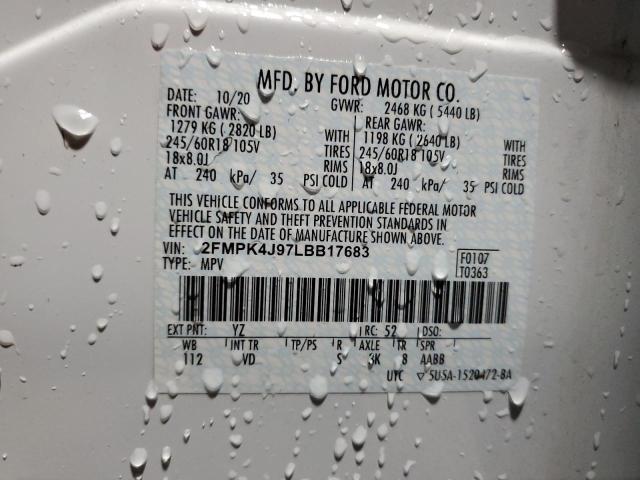 MFD. BY FORD MOTOR CO.
DATE: 10/20 GVWR: 2468 KG ( 5440 LB)
FRONT GAWR: REAR GAWR:
1279 KG ( 2820 LB) WITH 1198 KG ( 2640 LB) WITH
245/60R18 105V TIRES 245/60R18 105V TIRES
18x8.0J RIMS 18x8.0J RIMS
AT 240 kPa/ 35 PSI COLD AT 240 kPa/ 35 PSI COLD
THIS VEHICLE CONFORMS TO ALL APPLICABLE FEDERAL MOTOR
VEHICLE SAFETY AND THEFT PREVENTION STANDARDS IN
EFFECT ON THE DATE OF MANUFACTURE SHOWN ABOVE.
VIN: 2FMPK4J97LBB17683 F0107
TYPE: MPV T0363
EXT PNT: YZ RC: 52 DSO:
WB INT TR TP/PS R AXLE TR SPR
112 VD S 3K 8 AABB
UTC ▽ 5U5A-1520472-BA